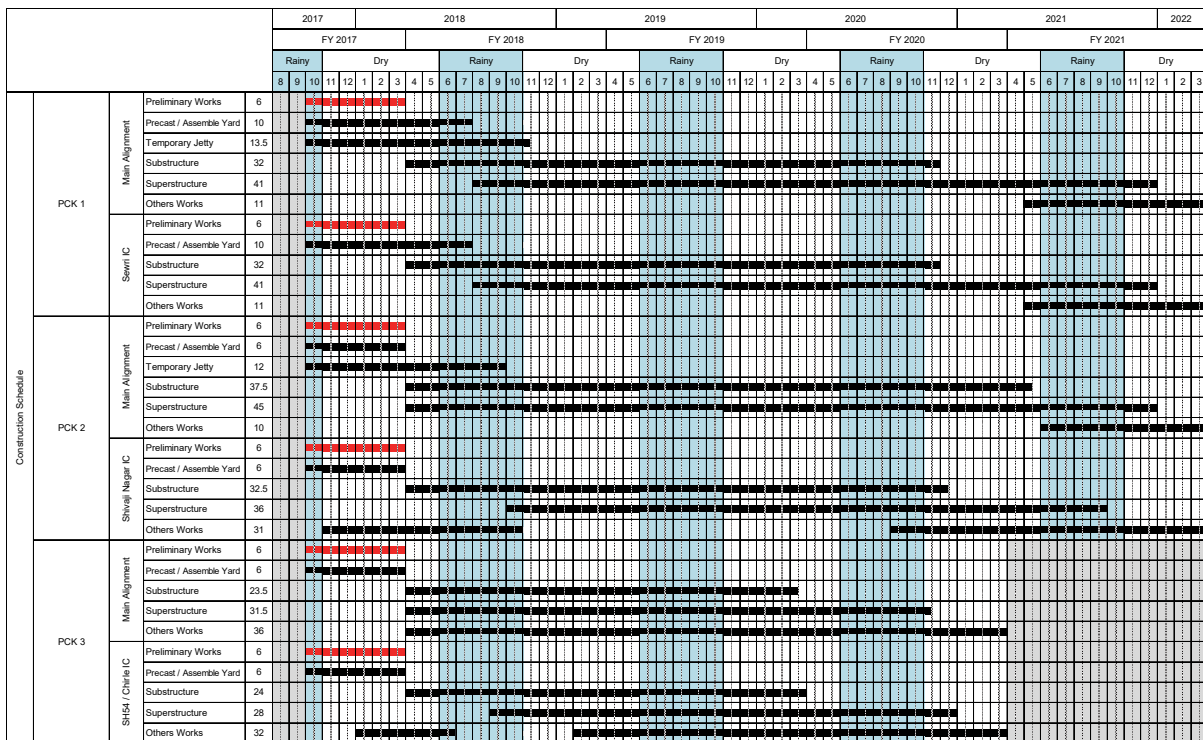 2017 2018 2019 2020 2021 2022
FY 2017 FY 2018 FY 2019 FY 2020 FY 2021
Rainy Dry Rainy Dry Rainy Dry Rainy Dry Rainy Dry
8 9 10 11 12 1 2 3 4 5 6 7 8 9 10 11 12 1 2 3 4 5 6 7 8 9 10 11 12 1 2 3 4 5 6 7 8 9 10 11 12 1 2 3 4 5 6 7 8 9 10 11 12 1 2 3
Construction Schedule
PCK 1
Main Alignment
Preliminary Works 6
Precast / Assemble Yard 10
Temporary Jetty 13.5
Substructure 32
Superstructure 41
Others Works 11
Sewri IC
Preliminary Works 6
Precast / Assemble Yard 10
Substructure 32
Superstructure 41
Others Works 11
PCK 2
Main Alignment
Preliminary Works 6
Precast / Assemble Yard 6
Temporary Jetty 12
Substructure 37.5
Superstructure 45
Others Works 10
Shivaji Nagar IC
Preliminary Works 6
Precast / Assemble Yard 6
Substructure 32.5
Superstructure 36
Others Works 31
PCK 3
Main Alignment
Preliminary Works 6
Precast / Assemble Yard 6
Substructure 23.5
Superstructure 31.5
Others Works 36
SH54 / Chirle IC
Preliminary Works 6
Precast / Assemble Yard 6
Substructure 24
Superstructure 28
Others Works 32